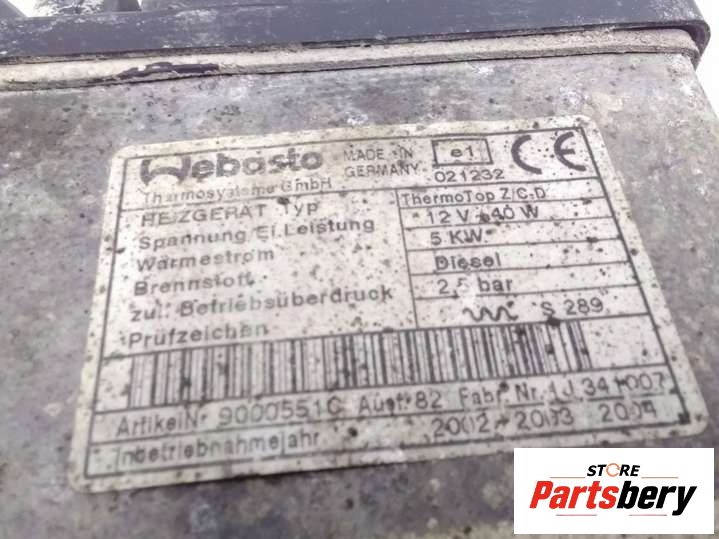 Webasto MADE IN GERMANY e1 CE
Thermosysteme GmbH 021232
HEIZGERÄT Typ ThermoTop Z/C.D
Spannung/El.Leistung 12 V 40 W
Wärmestrom 5 KW
Brennstoff Diesel
zul. Betriebsüberdruck 2,5 bar
Prüfzeichen S 289
ArtikelNr 9000551C Ausf. 82 Fabr. Nr. 341007
Inbetriebnahmejahr 2002 2003 2004
STORE
Partsbery